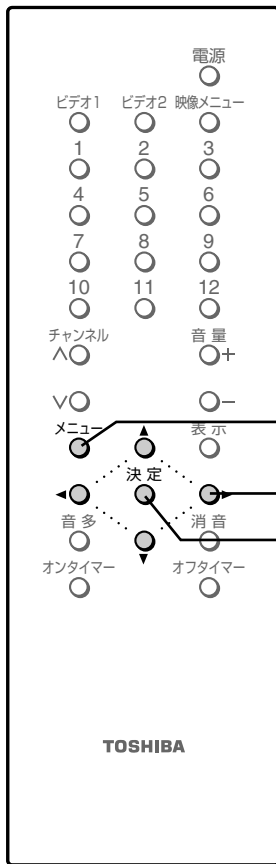 電源
ビデオ1 ビデオ2 映像メニュー
1 2 3
4 5 6
7 8 9
10 11 12
チャンネル 音量
∧ +
∨ −
メニュー ▲ 表示
決定
◀ ▶
音多 消音
▼
オンタイマー オフタイマー
TOSHIBA